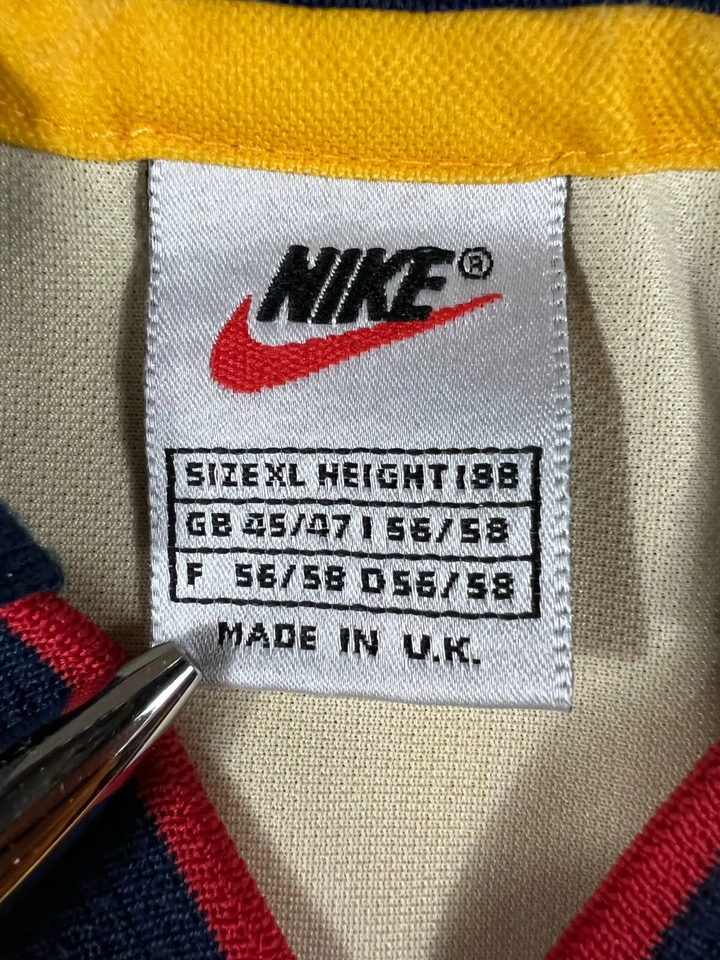 NIKE®
SIZE XL HEIGHT 188
GB 45/47 I 56/58
F 56/58 D 56/58
MADE IN U.K.